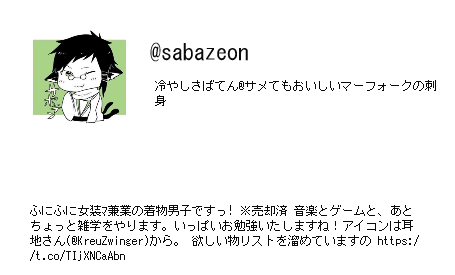 @sabazeon
冷やしさばてん@サメてもおいしいマーフォークの刺
身
ふにふに女装ﾏ兼業の着物男子ですっ! ※売却済 音楽とゲームと、あと
ちょっと雑学をやります。いっぱいお勉強いたしますね！アイコンは耳
地さん(@KreuZwinger)から。 欲しい物リストを溜めていますの https:/
/t.co/TIjXNCaAbn